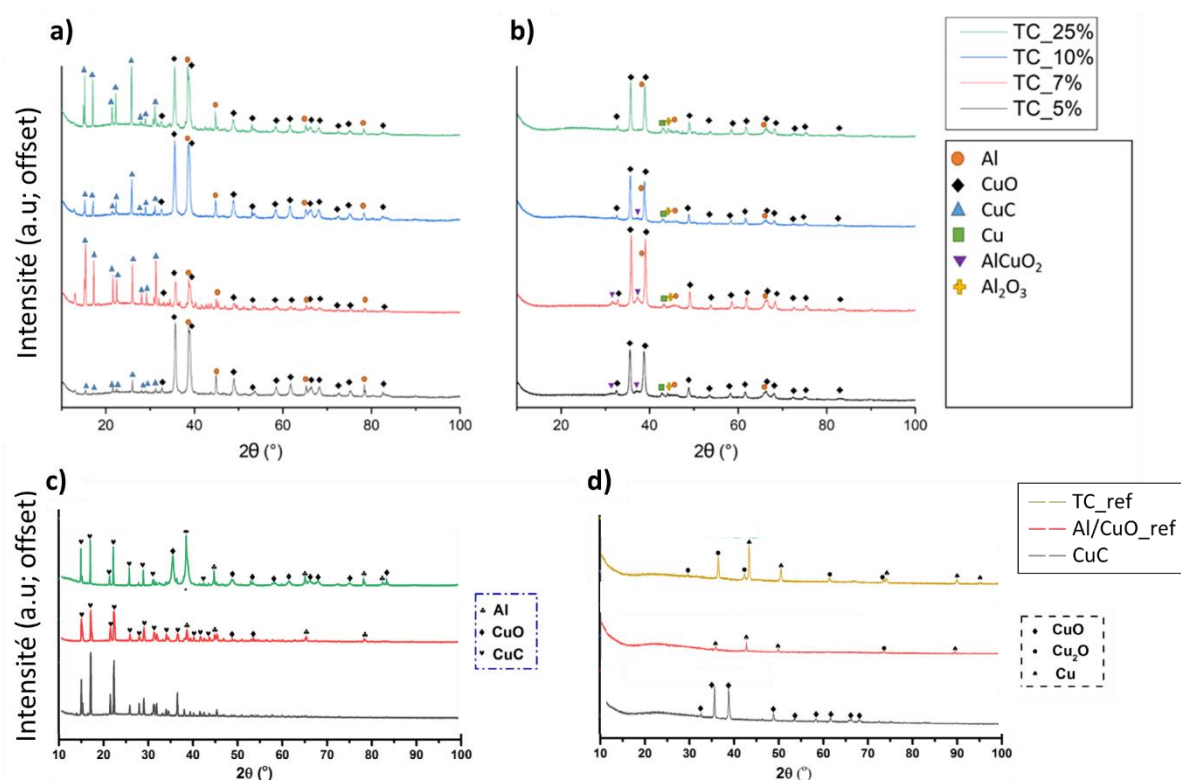 a)
b)
TC_25%
TC_10%
TC_7%
TC_5%
Al
CuO
CuC
Cu
AlCuO₂
Al₂O₃
Intensité (a.u; offset)
20 40 60 80 100
2θ (°)
20 40 60 80 100
2θ (°)
c)
d)
TC_ref
Al/CuO_ref
CuC
Intensité (a.u; offset)
Al
CuO
CuC
CuO
Cu₂O
Cu
10 20 30 40 50 60 70 80 90 100
2θ (°)
10 20 30 40 50 60 70 80 90 100
2θ (°)